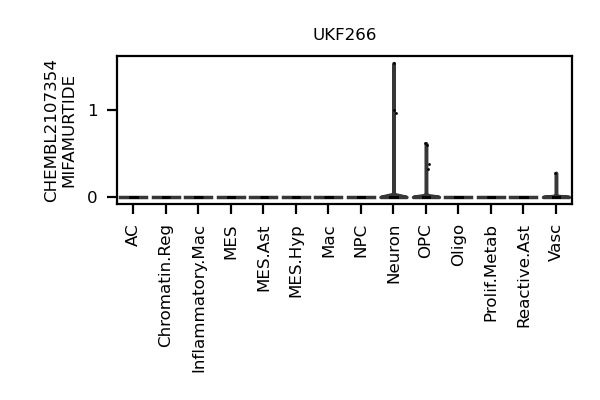 UKF266
CHEMBL2107354
MIFAMURTIDE
1
0
AC
Chromatin.Reg
Inflammatory.Mac
MES
MES.Ast
MES.Hyp
Mac
NPC
Neuron
OPC
Oligo
Prolif.Metab
Reactive.Ast
Vasc